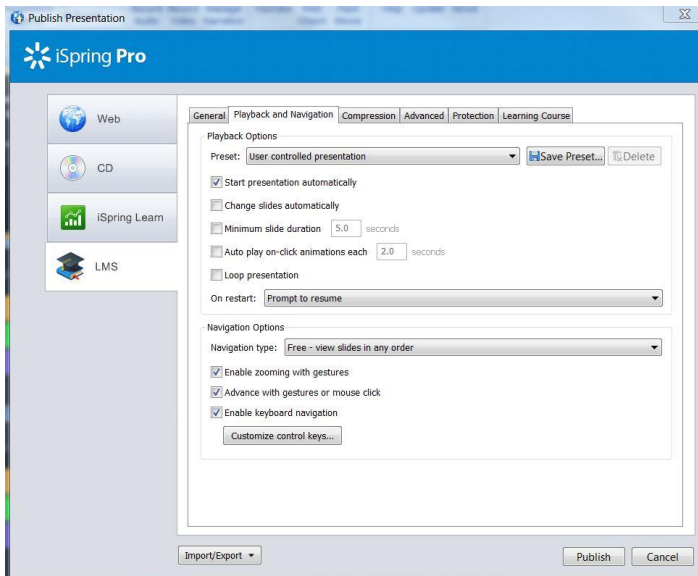 Publish Presentation
iSpring Pro
Web
CD
iSpring Learn
LMS
General Playback and Navigation Compression Advanced Protection Learning Course
Playback Options
Preset: User controlled presentation Save Preset... Delete
Start presentation automatically
Change slides automatically
Minimum slide duration 5.0 seconds
Auto play on-click animations each 2.0 seconds
Loop presentation
On restart: Prompt to resume
Navigation Options
Navigation type: Free - view slides in any order
Enable zooming with gestures
Advance with gestures or mouse click
Enable keyboard navigation
Customize control keys...
Import/Export Publish Cancel